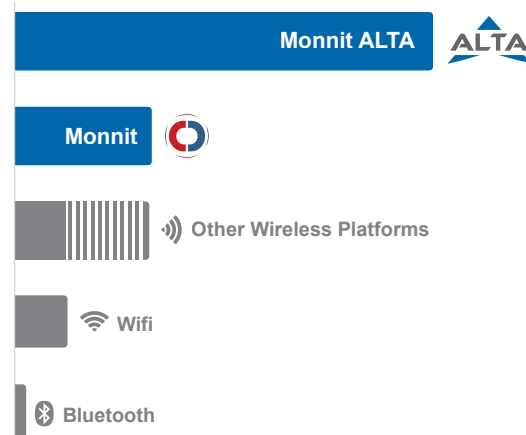 Monnit ALTA
ALTA
Monnit
Other Wireless Platforms
Wifi
Bluetooth